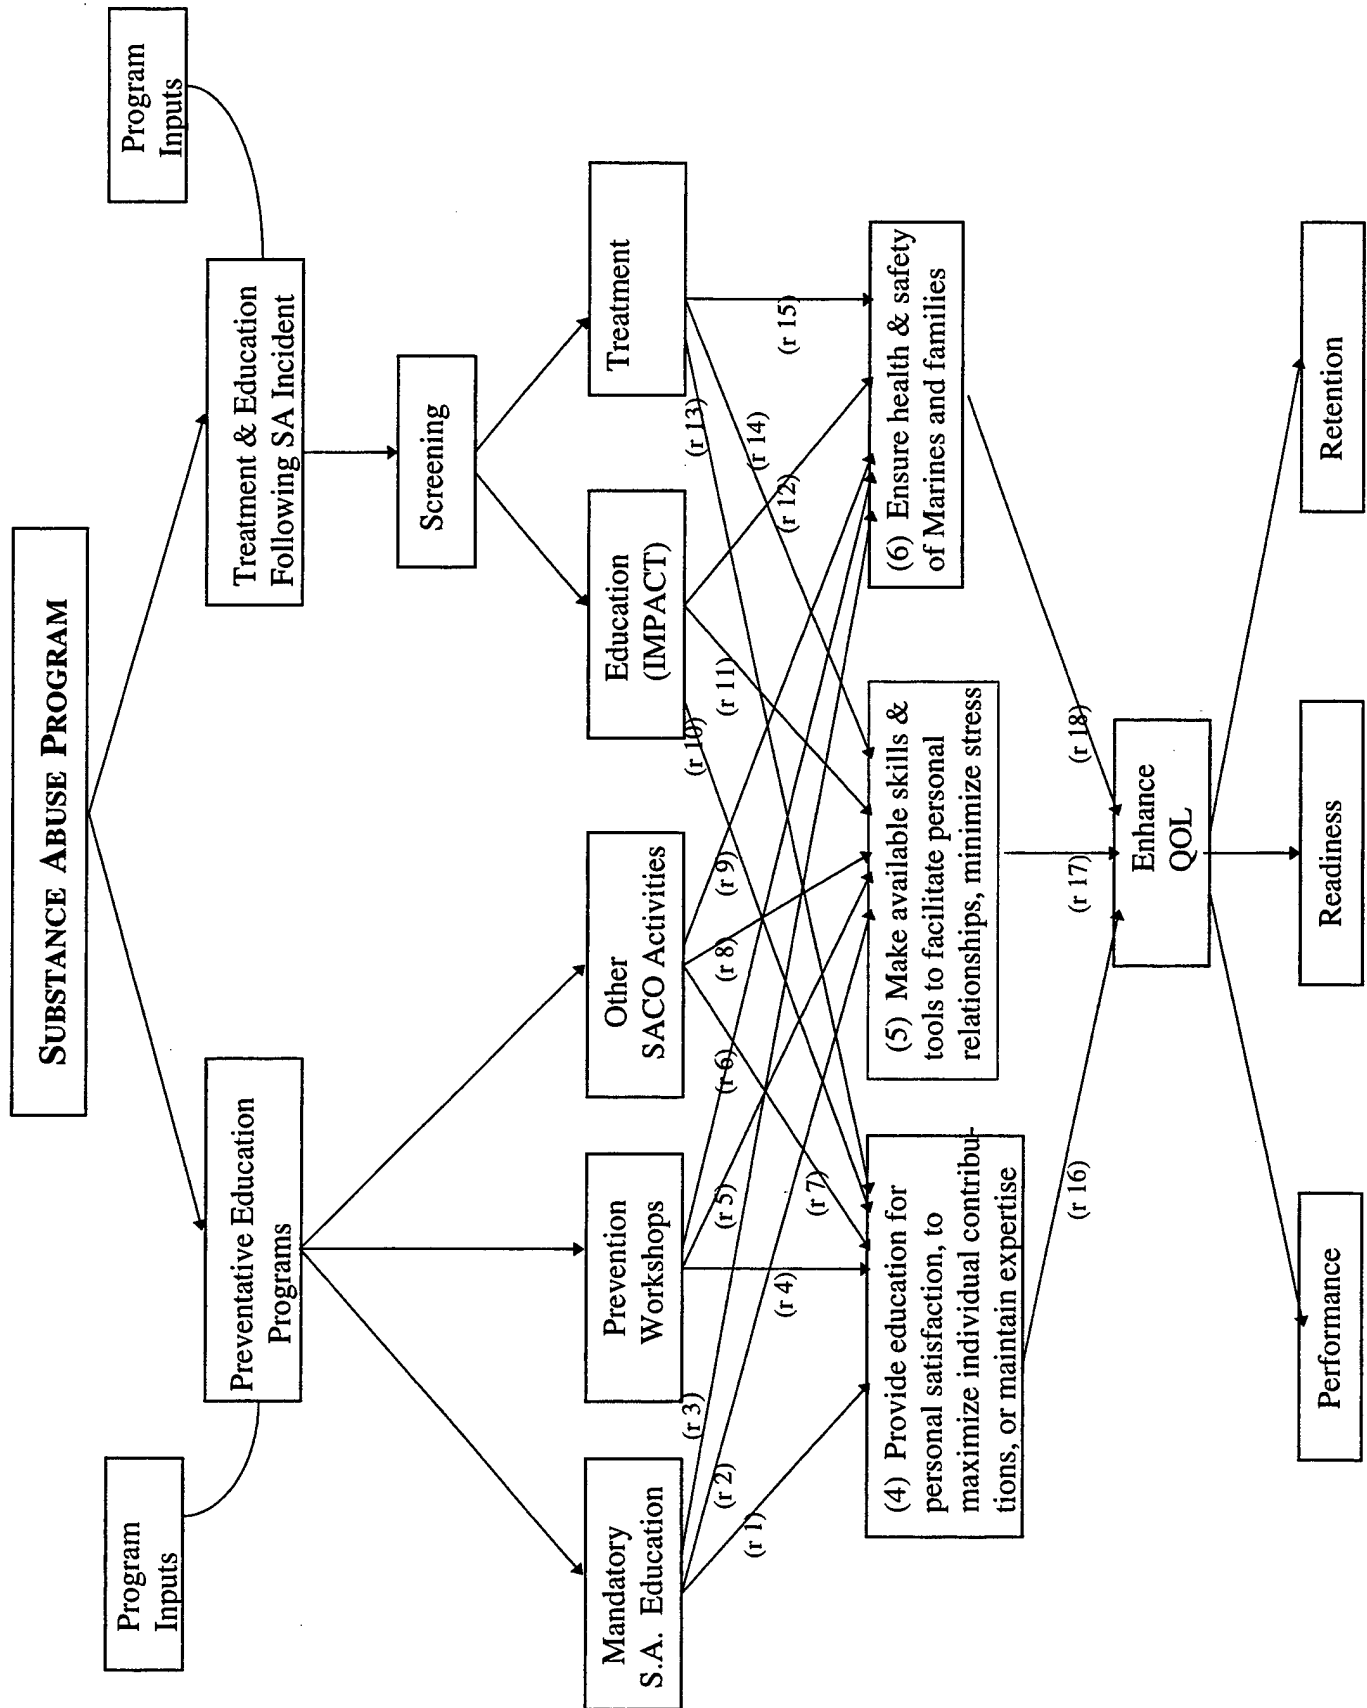 SUBSTANCE ABUSE PROGRAM
Program
Inputs
Program
Inputs
Preventative Education
Programs
Treatment & Education
Following SA Incident
Screening
Mandatory
S.A. Education
Prevention
Workshops
Other
SACO Activities
Education
(IMPACT)
Treatment
(r 1)
(r 2)
(r 3)
(r 4)
(r 5)
(r 6)
(r 7)
(r 8)
(r 9)
(r 10)
(r 11)
(r 12)
(r 13)
(r 14)
(r 15)
(4) Provide education for
personal satisfaction, to
maximize individual contribu-
tions, or maintain expertise
(5) Make available skills &
tools to facilitate personal
relationships, minimize stress
(6) Ensure health & safety
of Marines and families
(r 16)
(r 17)
(r 18)
Enhance
QOL
Performance
Readiness
Retention